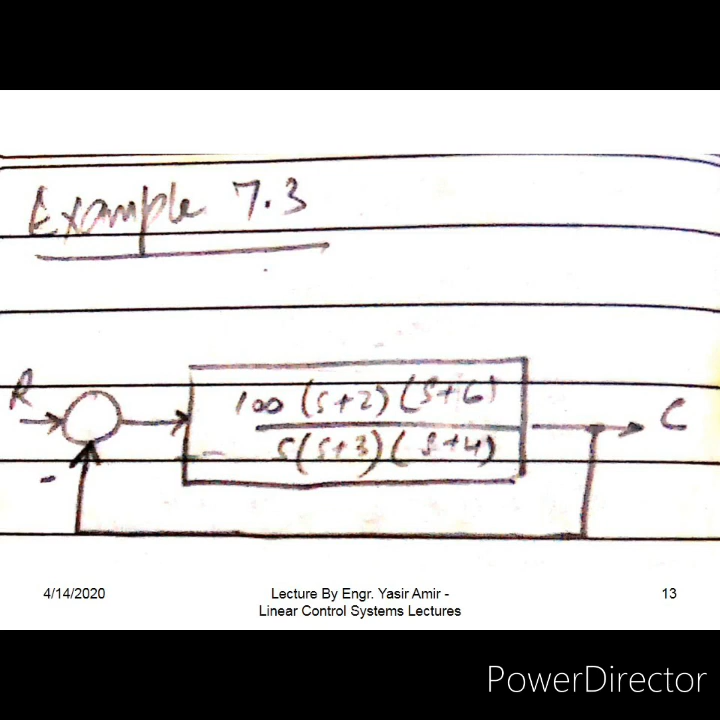 Example 7.3
R
100 (s+2) (s+6)
s(s+3) (s+4)
C
-
4/14/2020
Lecture By Engr. Yasir Amir -
Linear Control Systems Lectures
13
PowerDirector